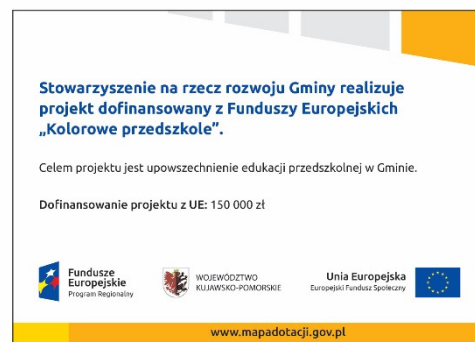 Stowarzyszenie na rzecz rozwoju Gminy realizuje
projekt dofinansowany z Funduszy Europejskich
„Kolorowe przedszkole”.
Celem projektu jest upowszechnienie edukacji przedszkolnej w Gminie.
Dofinansowanie projektu z UE: 150 000 zł
Fundusze
Europejskie
Program Regionalny
WOJEWÓDZTWO
KUJAWSKO-POMORSKIE
Unia Europejska
Europejski Fundusz Społeczny
www.mapadotacji.gov.pl